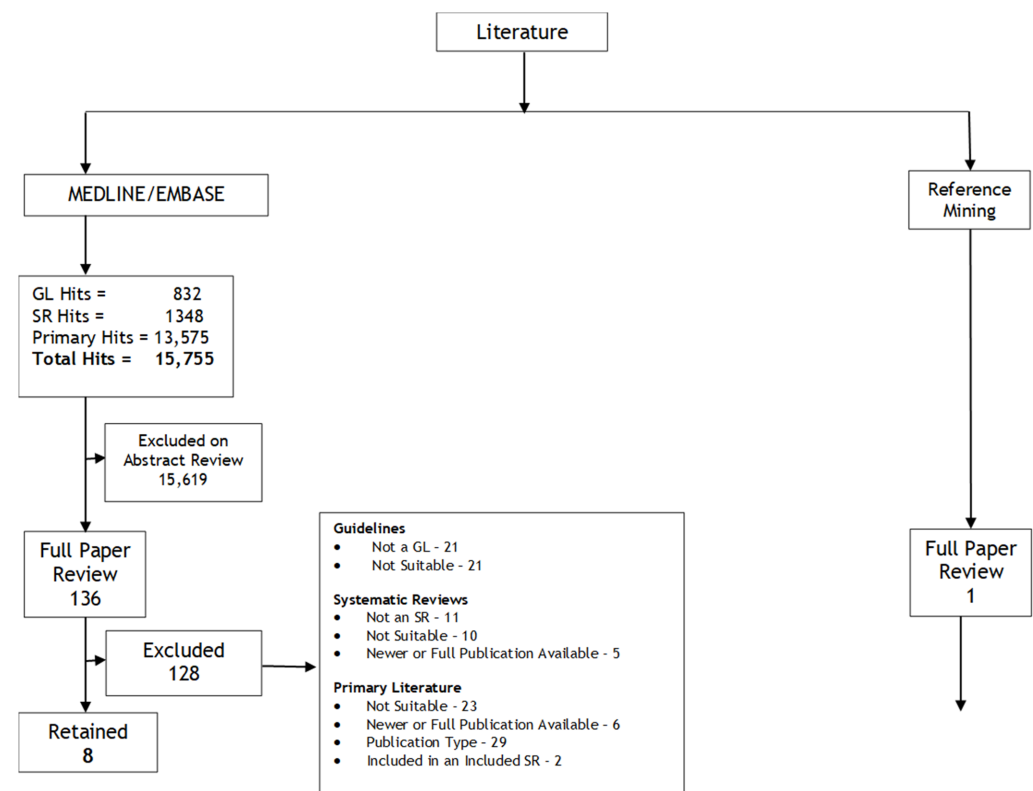 Literature
MEDLINE/EMBASE
Reference
Mining
GL Hits = 832
SR Hits = 1348
Primary Hits = 13,575
Total Hits = 15,755
Excluded on
Abstract Review
15,619
Full Paper
Review
136
Full Paper
Review
1
Excluded
128
Guidelines
• Not a GL - 21
• Not Suitable - 21
Systematic Reviews
• Not an SR - 11
• Not Suitable - 10
• Newer or Full Publication Available - 5
Primary Literature
• Not Suitable - 23
• Newer or Full Publication Available - 6
• Publication Type - 29
• Included in an Included SR - 2
Retained
8